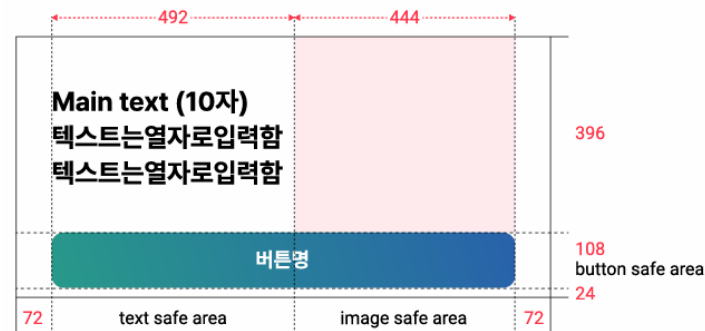 492
444
Main text (10자)
텍스트는열자로입력함
텍스트는열자로입력함
396
버튼명
108
button safe area
24
72
text safe area
image safe area
72